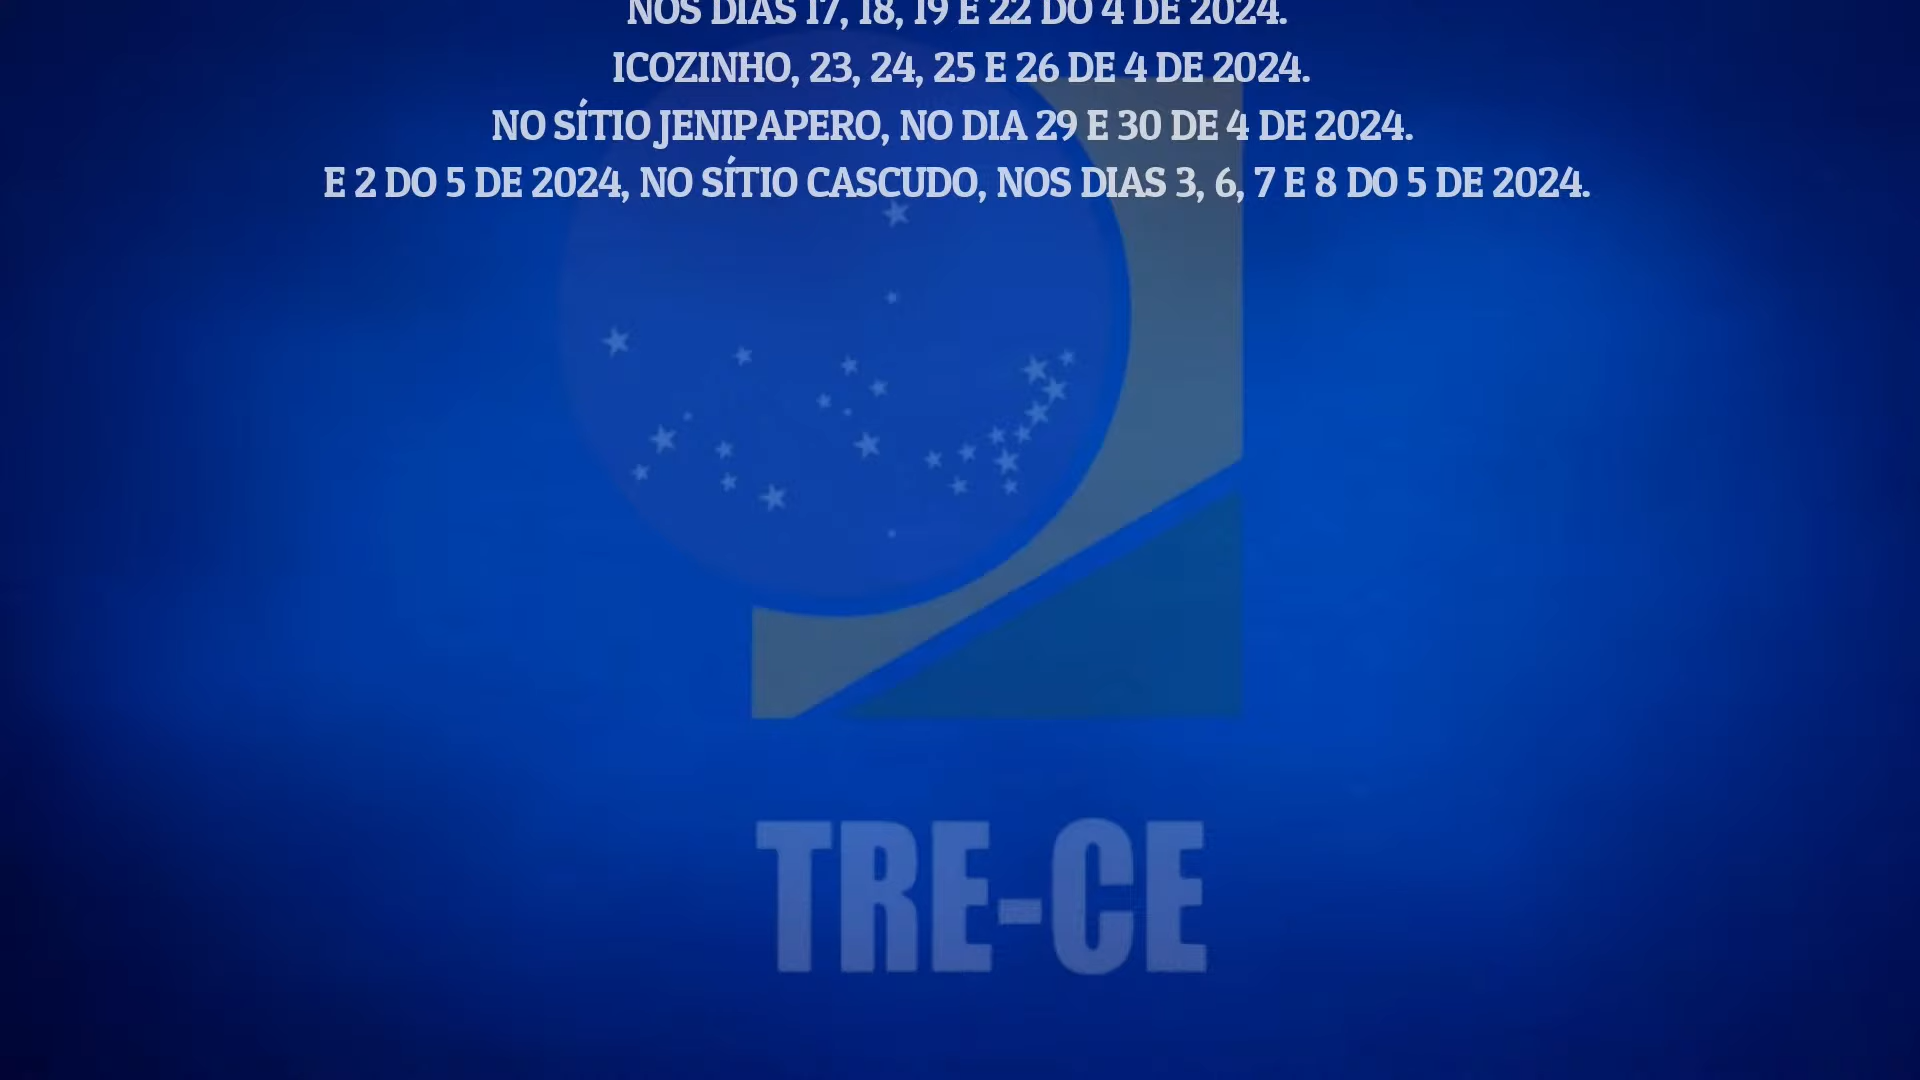 NOS DIAS 17, 18, 19 E 22 DO 4 DE 2024.
ICOZINHO, 23, 24, 25 E 26 DE 4 DE 2024.
NO SÍTIO JENIPAPERO, NO DIA 29 E 30 DE 4 DE 2024.
E 2 DO 5 DE 2024, NO SÍTIO CASCUDO, NOS DIAS 3, 6, 7 E 8 DO 5 DE 2024.
TRE-CE